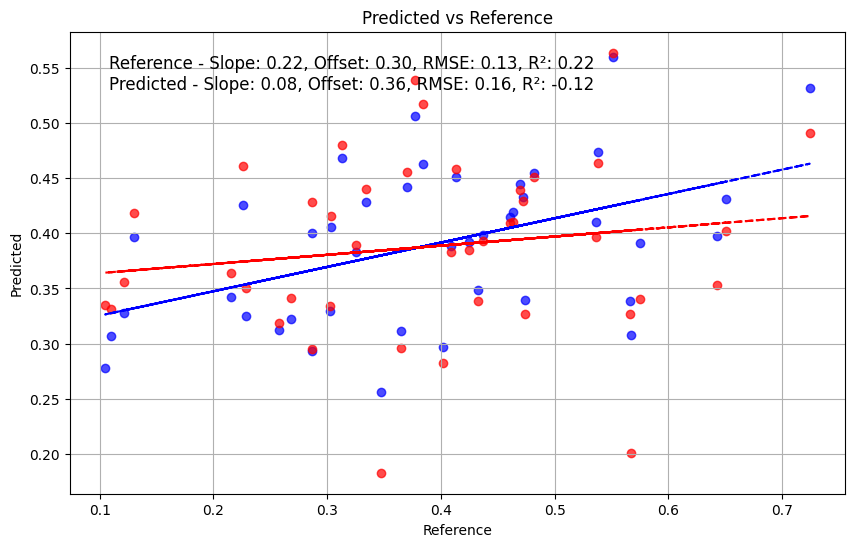 Predicted vs Reference
Reference - Slope: 0.22, Offset: 0.30, RMSE: 0.13, R²: 0.22
Predicted - Slope: 0.08, Offset: 0.36, RMSE: 0.16, R²: -0.12
Predicted
0.55
0.50
0.45
0.40
0.35
0.30
0.25
0.20
0.1 0.2 0.3 0.4 0.5 0.6 0.7
Reference